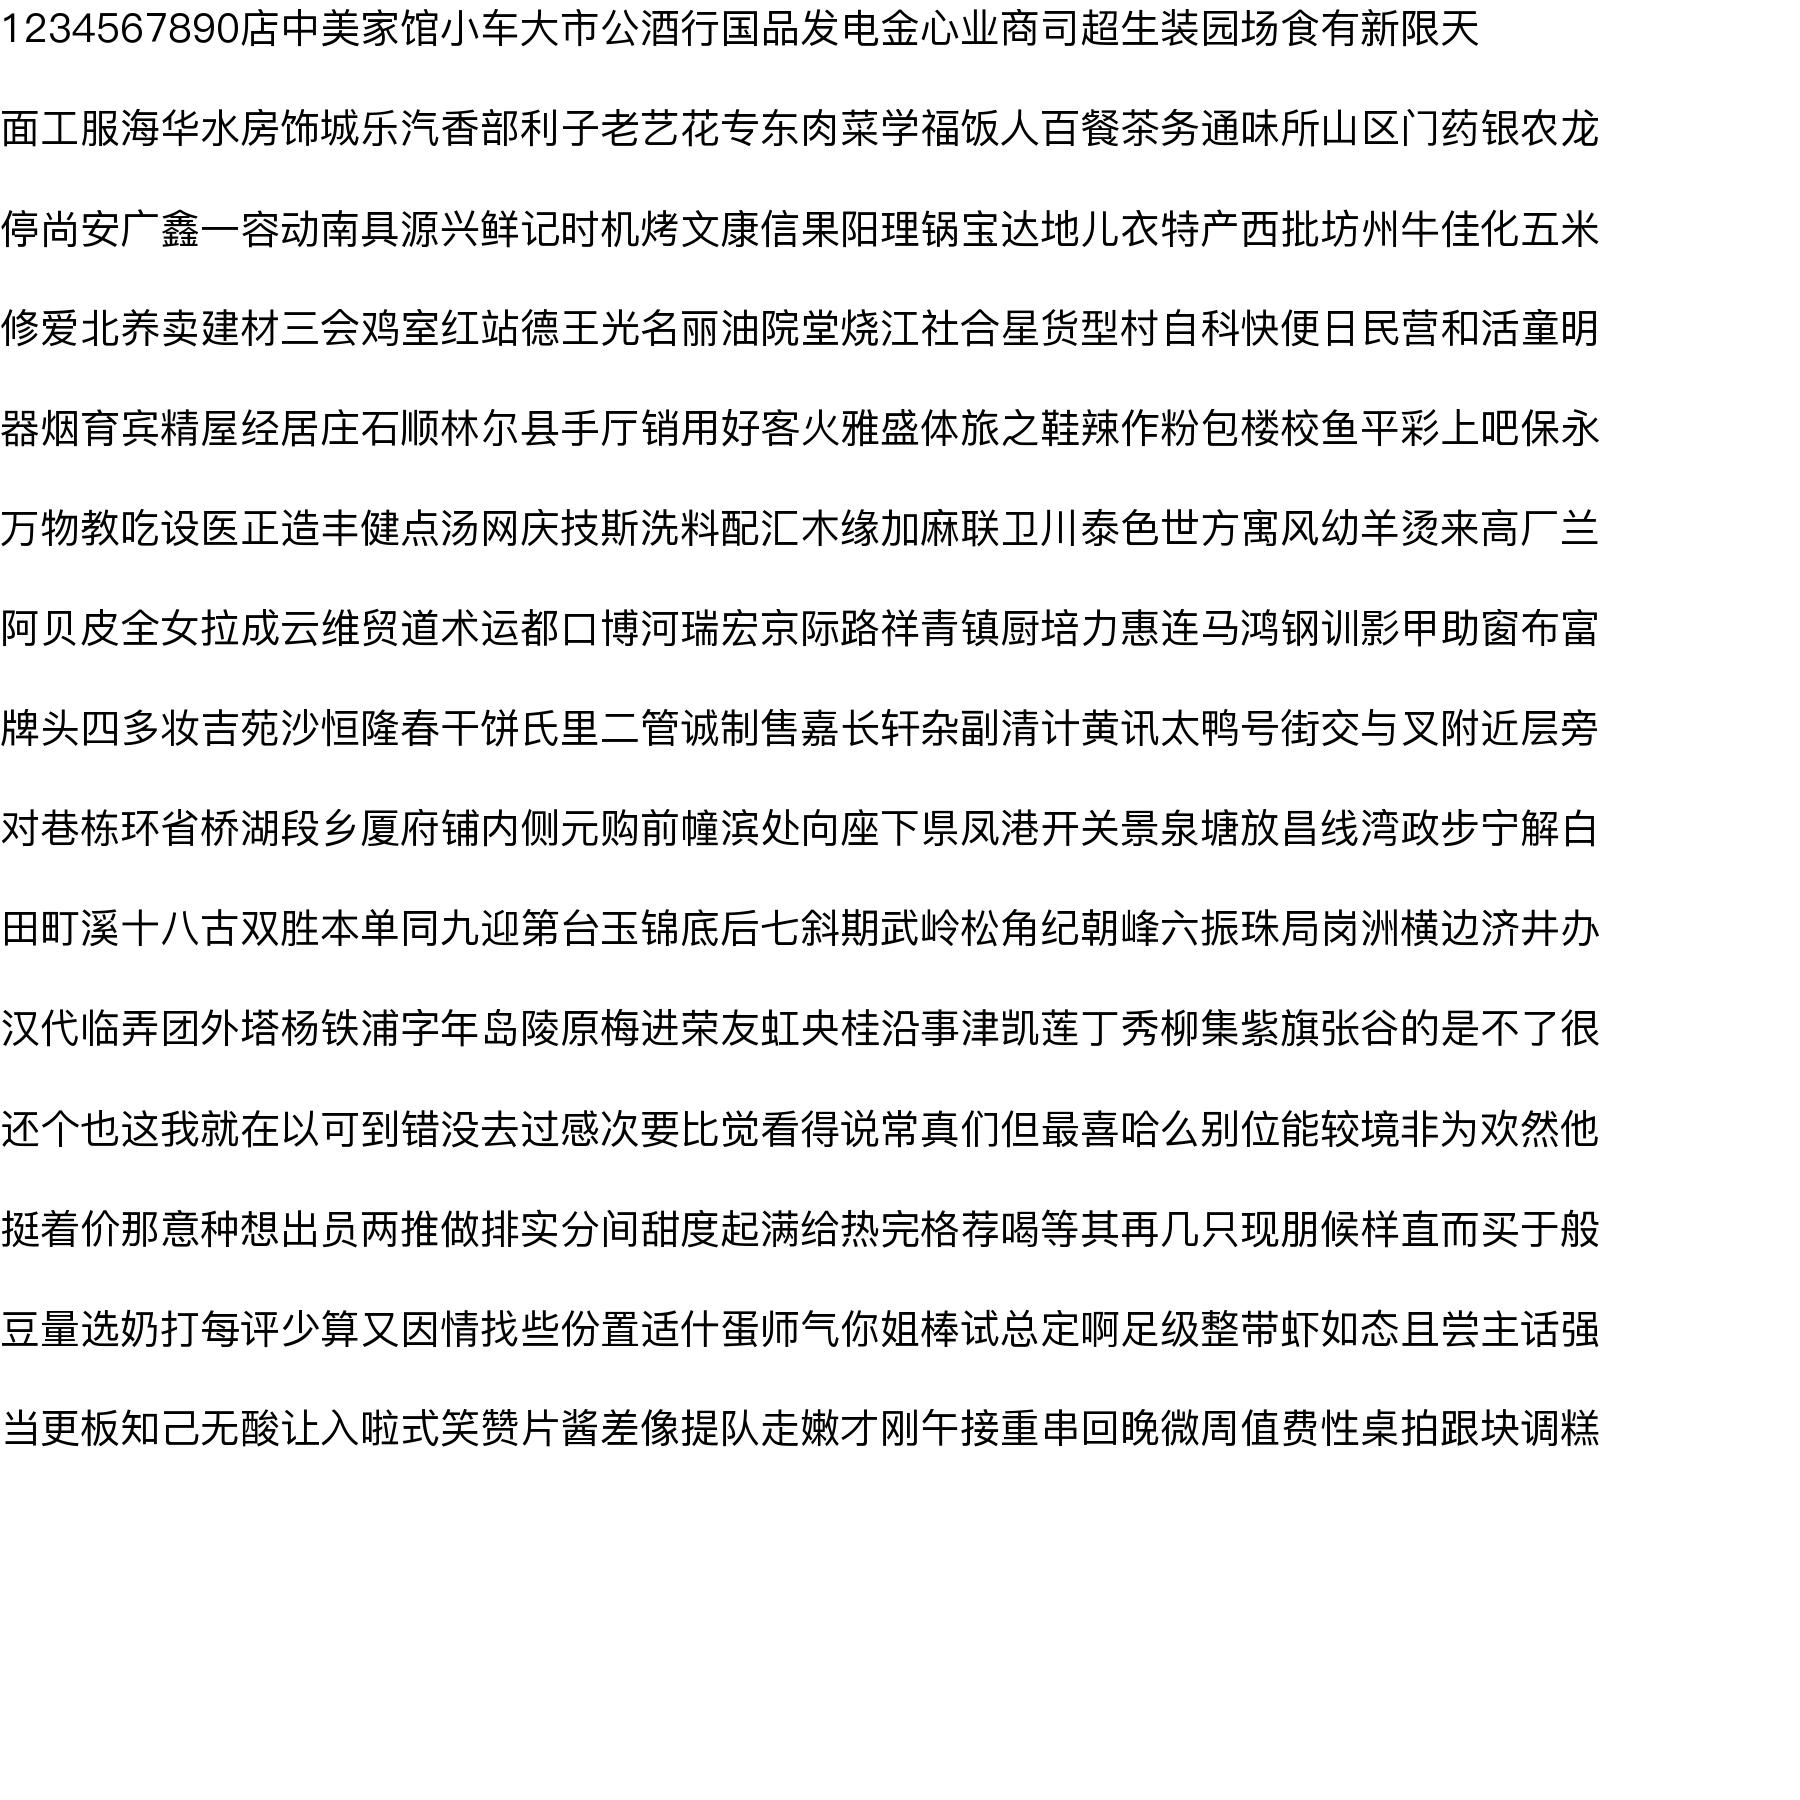 1234567890店中美家馆小车大市公酒行国品发电金心业商司超生装园场食有新限天
面工服海华水房饰城乐汽香部利子老艺花专东肉菜学福饭人百餐茶务通味所山区门药银农龙
停尚安广鑫一容动南具源兴鲜记时机烤文康信果阳理锅宝达地儿衣特产西批坊州牛佳化五米
修爱北养卖建材三会鸡室红站德王光名丽油院堂烧江社合星货型村自科快便日民营和活童明
器烟育宾精屋经居庄石顺林尔县手厅销用好客火雅盛体旅之鞋辣作粉包楼校鱼平彩上吧保永
万物教吃设医正造丰健点汤网庆技斯洗料配汇木缘加麻联卫川泰色世方寓风幼羊烫来高厂兰
阿贝皮全女拉成云维贸道术运都口博河瑞宏京际路祥青镇厨培力惠连马鸿钢训影甲助窗布富
牌头四多妆吉苑沙恒隆春干饼氏里二管诚制售嘉长轩杂副清计黄讯太鸭号街交与叉附近层旁
对巷栋环省桥湖段乡厦府铺内侧元购前幢滨处向座下県凤港开关景泉塘放昌线湾政步宁解白
田町溪十八古双胜本单同九迎第台玉锦底后七斜期武岭松角纪朝峰六振珠局岗洲横边济井办
汉代临弄团外塔杨铁浦字年岛陵原梅进荣友虹央桂沿事津凯莲丁秀柳集紫旗张谷的是不了很
还个也这我就在以可到错没去过感次要比觉看得说常真们但最喜哈么别位能较境非为欢然他
挺着价那意种想出员两推做排实分间甜度起满给热完格荐喝等其再几只现朋候样直而买于般
豆量选奶打每评少算又因情找些份置适什蛋师气你姐棒试总定啊足级整带虾如态且尝主话强
当更板知己无酸让入啦式笑赞片酱差像提队走嫩才刚午接重串回晚微周值费性桌拍跟块调糕